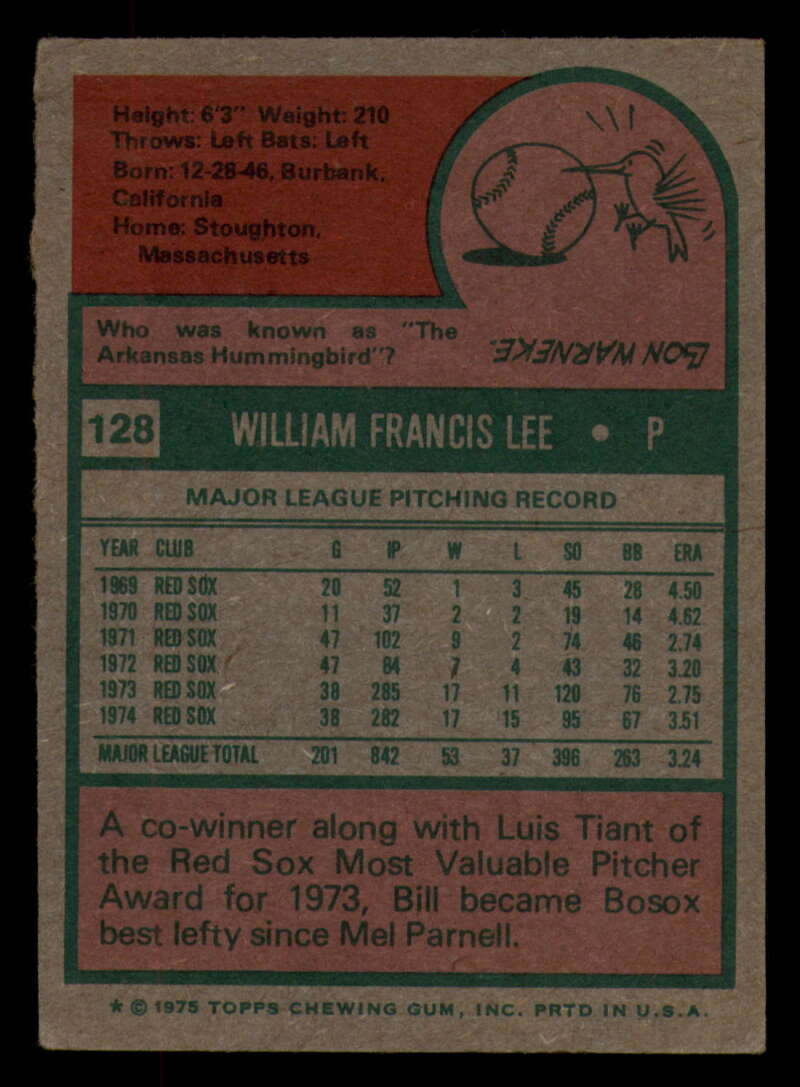 Height: 6'3" Weight: 210
Throws: Left Bats: Left
Born: 12-28-46, Burbank,
California
Home: Stoughton,
Massachusetts
Who was known as "The
Arkansas Hummingbird"?
LON WARNEKE.
128 WILLIAM FRANCIS LEE • P
MAJOR LEAGUE PITCHING RECORD
YEAR CLUB G IP W L SO BB ERA
1969 RED SOX 20 52 1 3 45 28 4.50
1970 RED SOX 11 37 2 2 19 14 4.62
1971 RED SOX 47 102 9 2 74 46 2.74
1972 RED SOX 47 84 7 4 43 32 3.20
1973 RED SOX 38 285 17 11 120 76 2.75
1974 RED SOX 38 282 17 15 95 67 3.51
MAJOR LEAGUE TOTAL 201 842 53 37 396 263 3.24
A co-winner along with Luis Tiant of
the Red Sox Most Valuable Pitcher
Award for 1973, Bill became Bosox
best lefty since Mel Parnell.
* © 1975 TOPPS CHEWING GUM, INC. PRTD IN U.S.A.